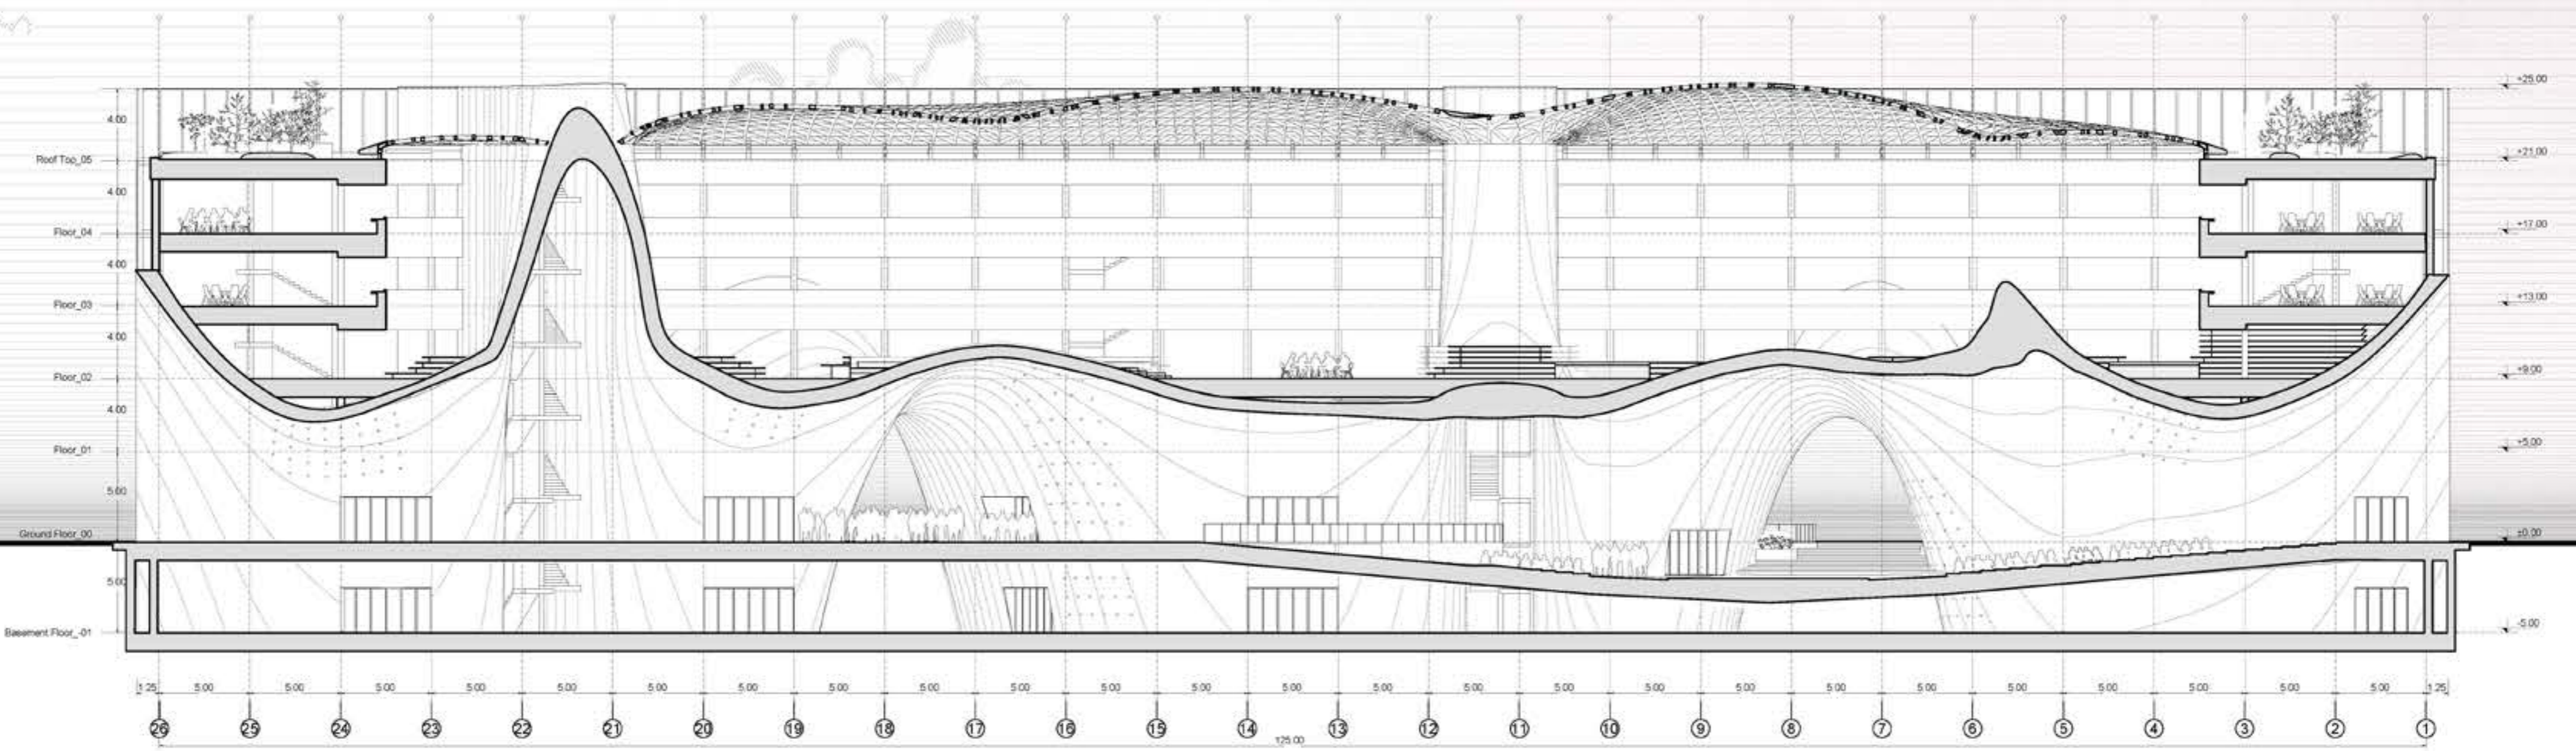 +25.00
4.00
Roof Top_05
+21.00
4.00
Floor_04
+17.00
4.00
Floor_03
+13.00
4.00
Floor_02
+9.00
4.00
Floor_01
+5.00
5.00
Ground Floor_00
±0.00
5.00
Basement Floor_-01
-5.00
1.25 5.00 5.00 5.00 5.00 5.00 5.00 5.00 5.00 5.00 5.00 5.00 5.00 5.00 5.00 5.00 5.00 5.00 5.00 5.00 5.00 5.00 5.00 5.00 5.00 5.00 1.25
26 25 24 23 22 21 20 19 18 17 16 15 14 13 12 11 10 9 8 7 6 5 4 3 2 1
125.00